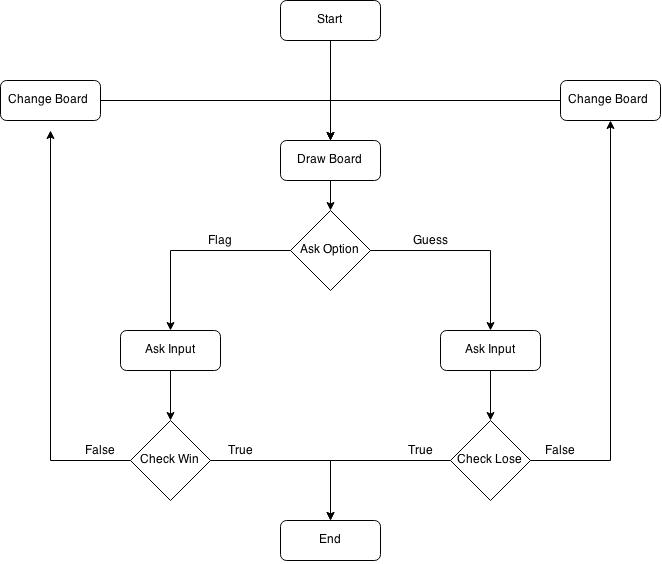 Start
Change Board
Change Board
Draw Board
Flag
Guess
Ask Option
Ask Input
Ask Input
False
True
True
False
Check Win
Check Lose
End